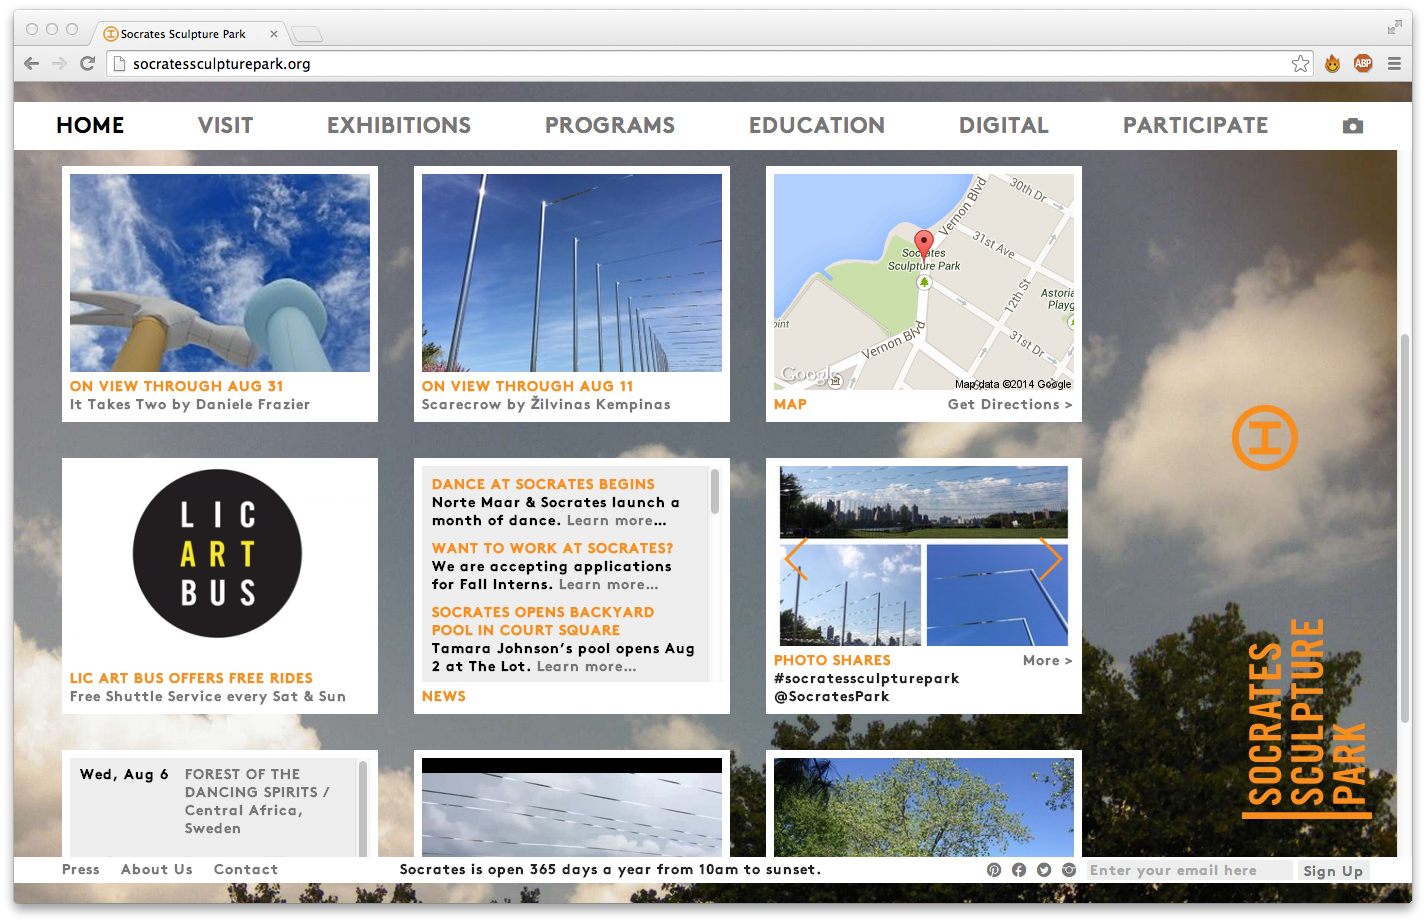 Socrates Sculpture Park
socratessculpturepark.org
ABP
HOME
VISIT
EXHIBITIONS
PROGRAMS
EDUCATION
DIGITAL
PARTICIPATE
ON VIEW THROUGH AUG 31
It Takes Two by Daniele Frazier
ON VIEW THROUGH AUG 11
Scarecrow by Žilvinas Kempinas
30th Dr
Vernon Blvd
31st Ave
Socrates
Sculpture Park
12th St
Astoria
Playg
oint
31st Dr
Vernon Blvd
Google
Map data ©2014 Google
MAP
Get Directions >
LIC
ART
BUS
LIC ART BUS OFFERS FREE RIDES
Free Shuttle Service every Sat & Sun
DANCE AT SOCRATES BEGINS
Norte Maar & Socrates launch a
month of dance. Learn more...
WANT TO WORK AT SOCRATES?
We are accepting applications
for Fall Interns. Learn more...
SOCRATES OPENS BACKYARD
POOL IN COURT SQUARE
Tamara Johnson's pool opens Aug
2 at The Lot. Learn more...
NEWS
PHOTO SHARES
More >
#socratessculpturepark
@SocratesPark
SOCRATES
SCULPTURE
PARK
Wed, Aug 6
FOREST OF THE
DANCING SPIRITS /
Central Africa,
Sweden
Press
About Us
Contact
Socrates is open 365 days a year from 10am to sunset.
Enter your email here
Sign Up